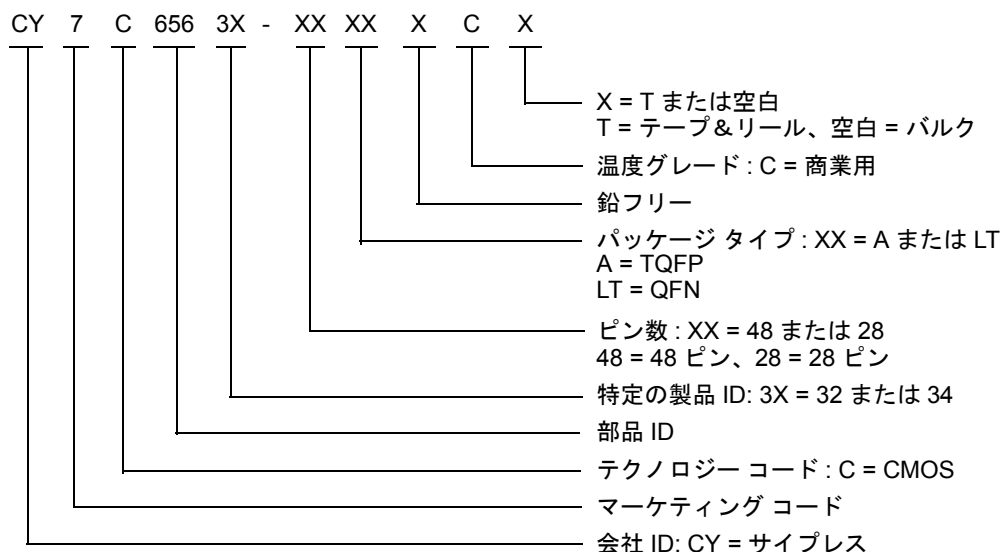 CY 7 C 656 3X - XX XX X C X
X = T または空白
T = テープ&リール、空白 = バルク
温度グレード : C = 商業用
鉛フリー
パッケージ タイプ : XX = A または LT
A = TQFP
LT = QFN
ピン数 : XX = 48 または 28
48 = 48 ピン、28 = 28 ピン
特定の製品 ID: 3X = 32 または 34
部品 ID
テクノロジー コード : C = CMOS
マーケティング コード
会社 ID: CY = サイプレス